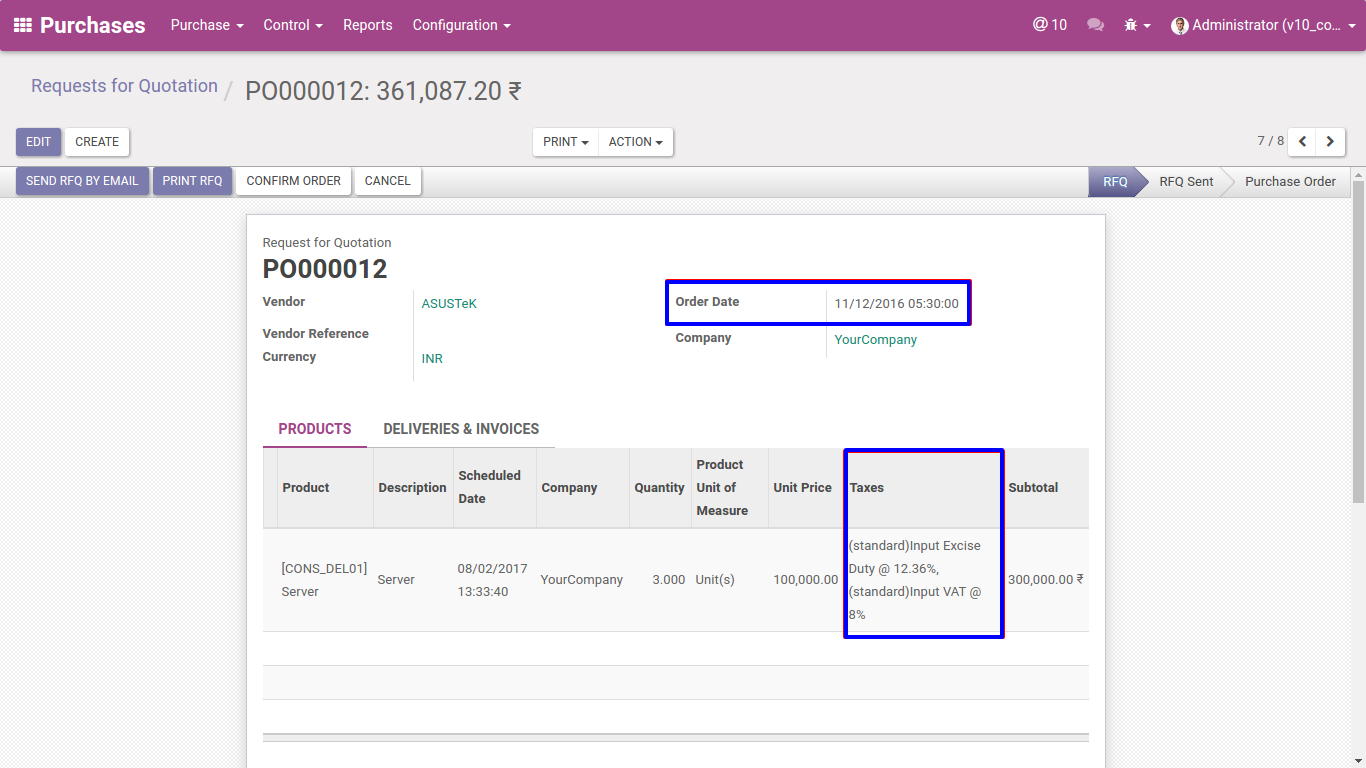 Purchases Purchase Control Reports Configuration @ 10 Administrator (v10_co...
Requests for Quotation / PO000012: 361,087.20 ₹
EDIT CREATE PRINT ACTION 7 / 8
SEND RFQ BY EMAIL PRINT RFQ CONFIRM ORDER CANCEL RFQ RFQ Sent Purchase Order
Request for Quotation
PO000012
Vendor ASUSTeK
Order Date 11/12/2016 05:30:00
Vendor Reference
Company YourCompany
Currency INR
PRODUCTS DELIVERIES & INVOICES
Product
Description
Scheduled
Date
Company
Quantity
Product
Unit of
Measure
Unit Price
Taxes
Subtotal
[CONS_DEL01]
Server
Server
08/02/2017
13:33:40
YourCompany
3.000
Unit(s)
100,000.00
(standard)Input Excise
Duty @ 12.36%,
(standard)Input VAT @
8%
300,000.00 ₹